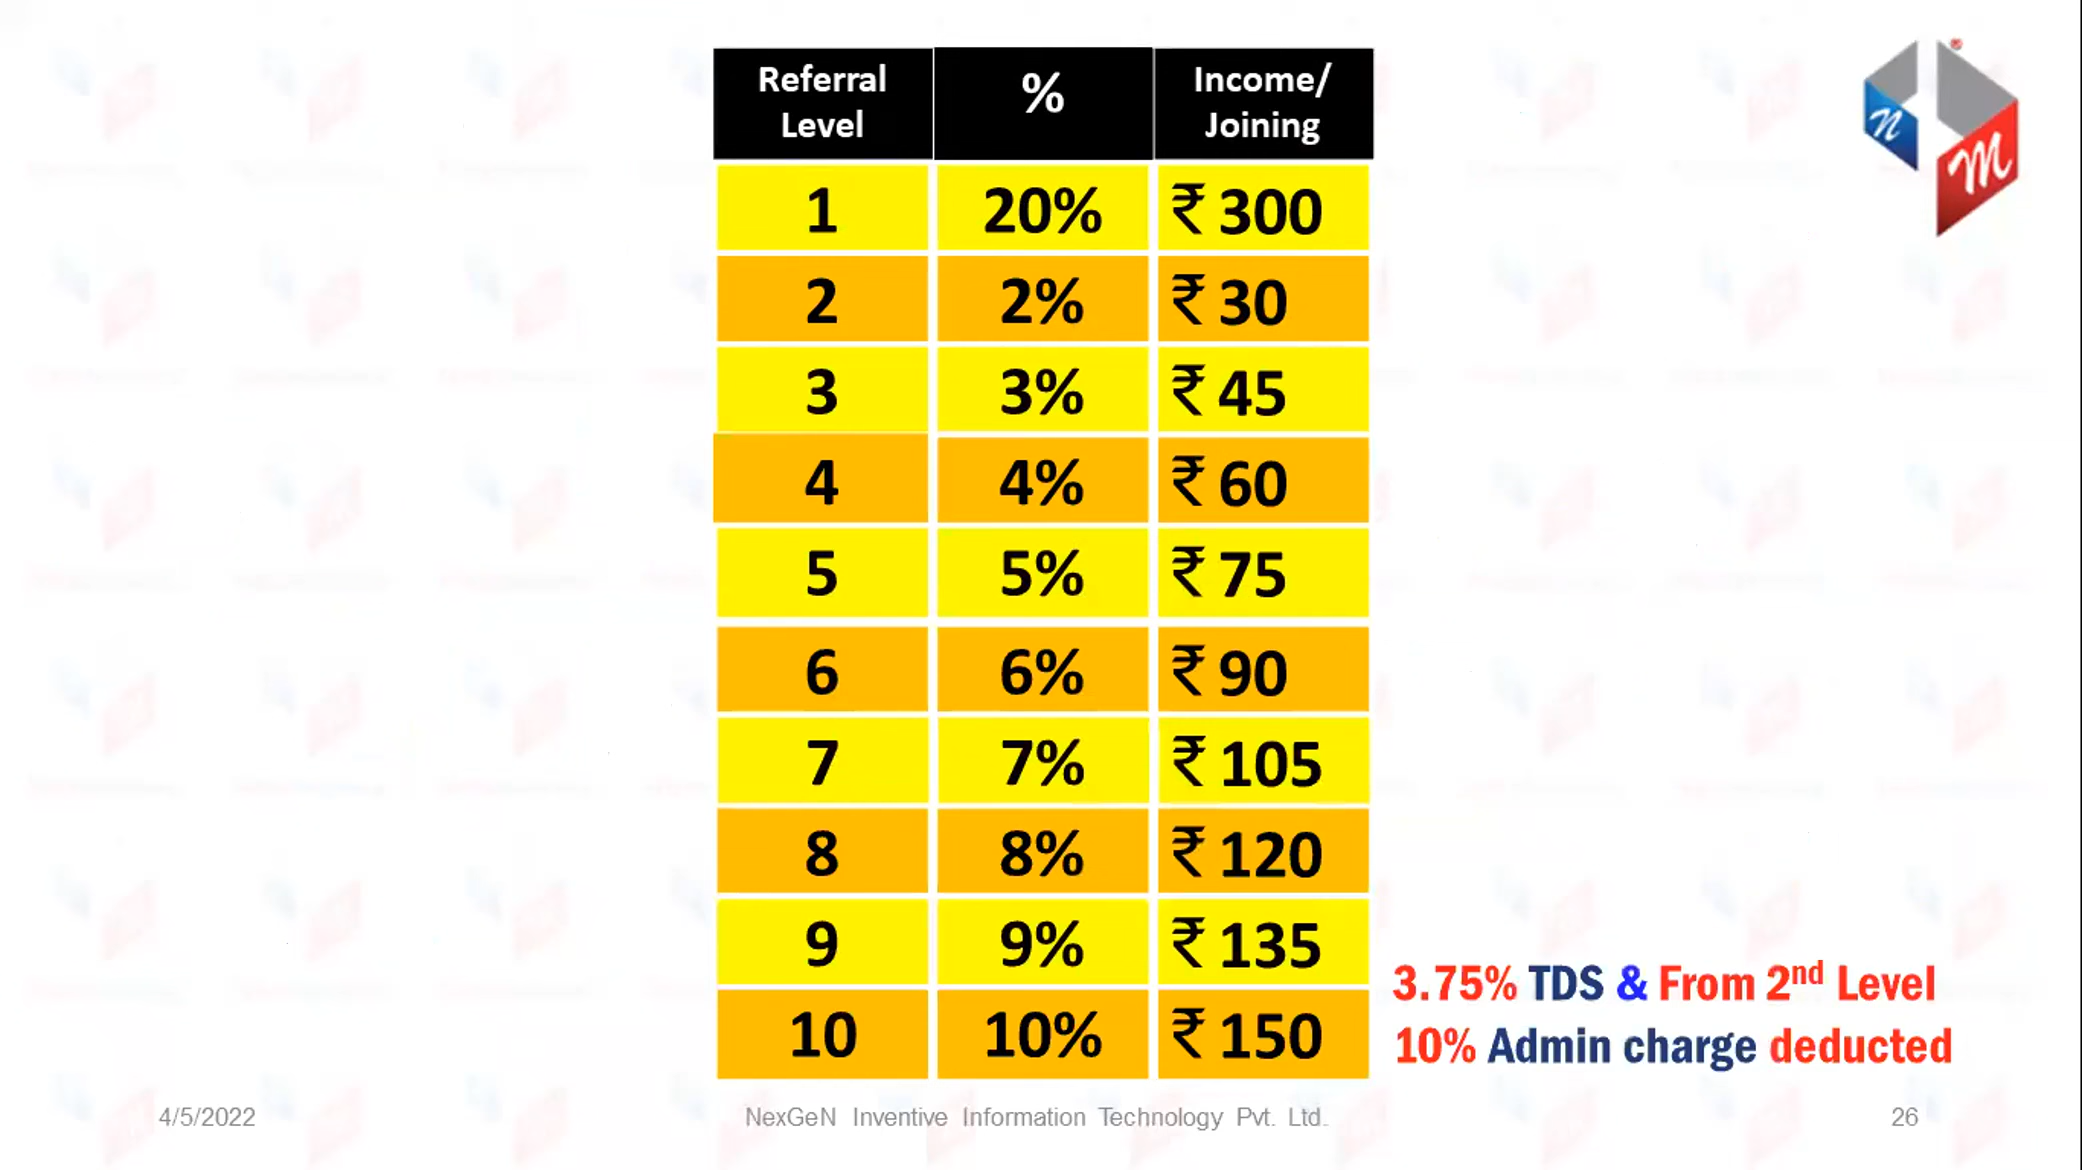 Referral Level % Income/ Joining
1 20% ₹ 300
2 2% ₹ 30
3 3% ₹ 45
4 4% ₹ 60
5 5% ₹ 75
6 6% ₹ 90
7 7% ₹ 105
8 8% ₹ 120
9 9% ₹ 135
10 10% ₹ 150
3.75% TDS & From 2nd Level
10% Admin charge deducted
4/5/2022 NexGeN Inventive Information Technology Pvt. Ltd. 26
n
M
®